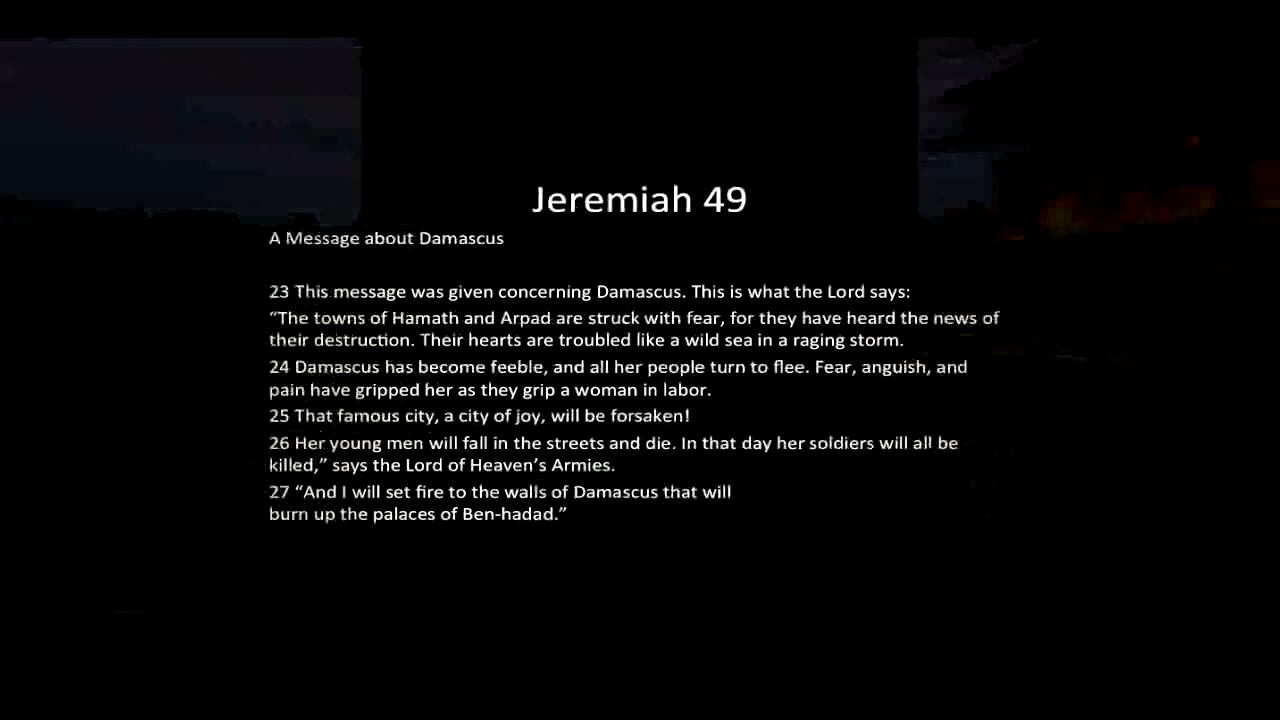 Jeremiah 49
A Message about Damascus
23 This message was given concerning Damascus. This is what the Lord says:
“The towns of Hamath and Arpad are struck with fear, for they have heard the news of
their destruction. Their hearts are troubled like a wild sea in a raging storm.
24 Damascus has become feeble, and all her people turn to flee. Fear, anguish, and
pain have gripped her as they grip a woman in labor.
25 That famous city, a city of joy, will be forsaken!
26 Her young men will fall in the streets and die. In that day her soldiers will all be
killed,” says the Lord of Heaven’s Armies.
27 “And I will set fire to the walls of Damascus that will
burn up the palaces of Ben-hadad.”